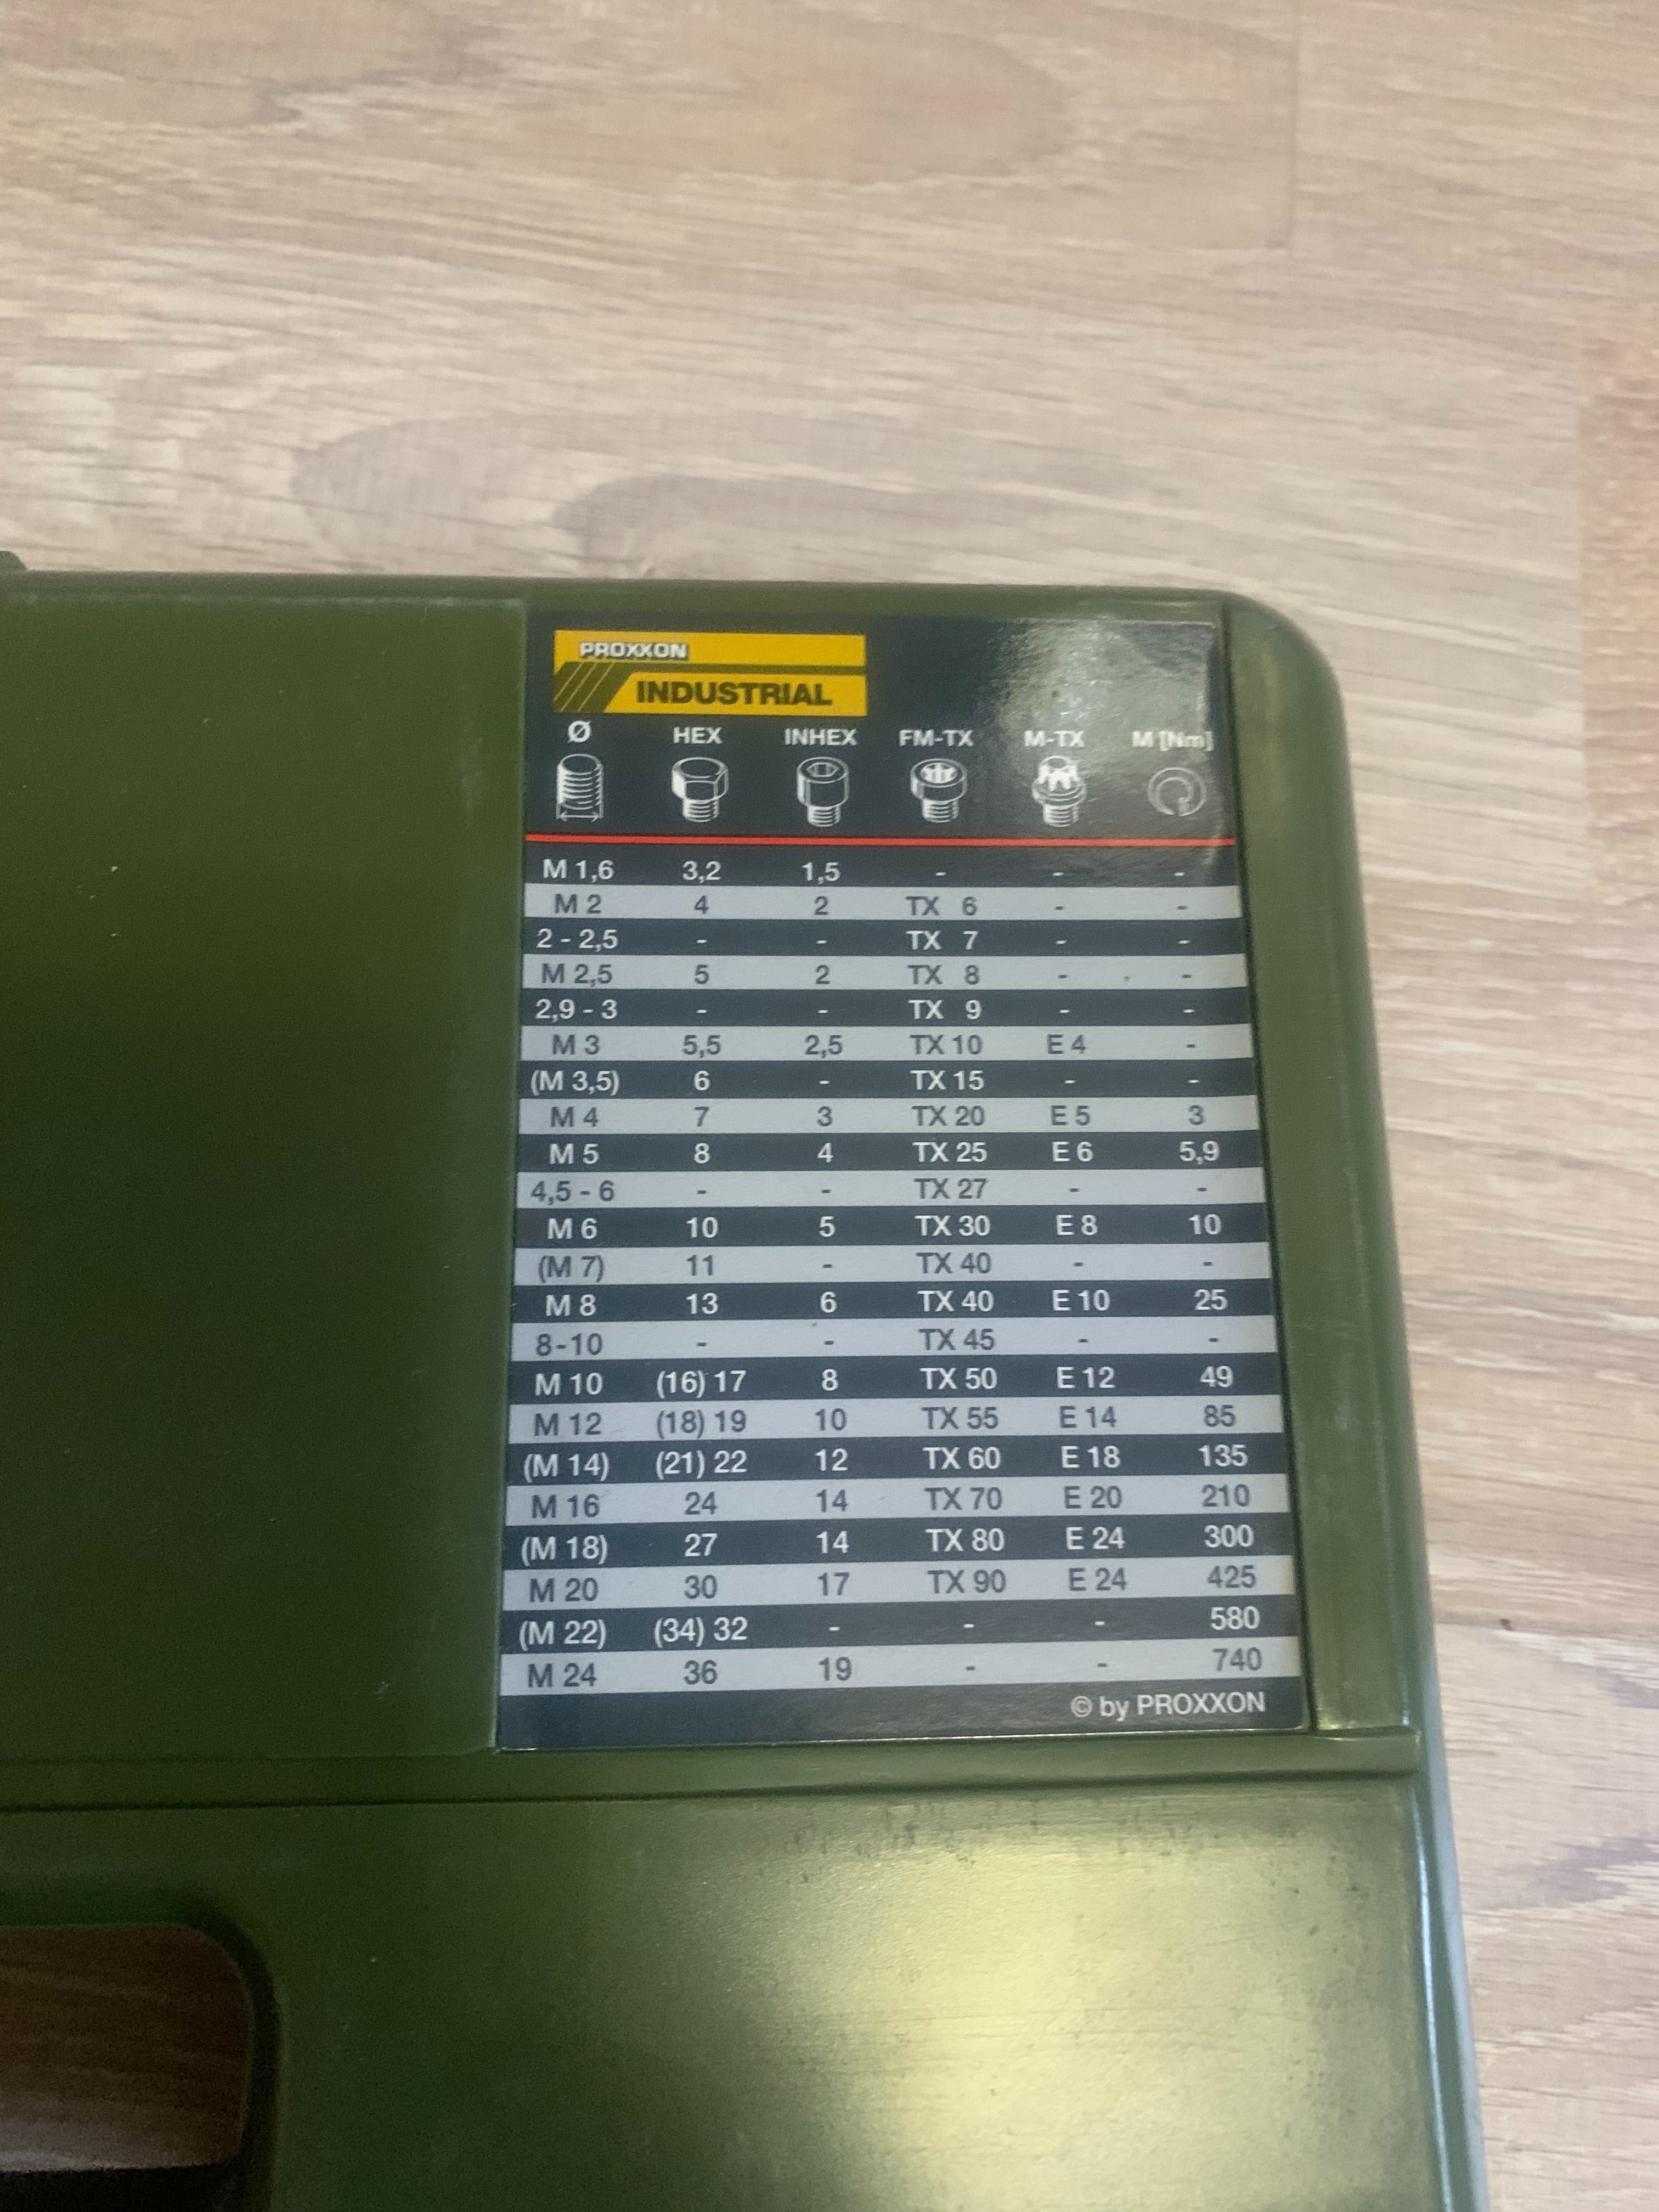 PROXXON
INDUSTRIAL
Ø HEX INHEX FM-TX M-TX M [Nm]
M 1,6 3,2 1,5 - - -
M 2 4 2 TX 6 - -
2 - 2,5 - - TX 7 - -
M 2,5 5 2 TX 8 - -
2,9 - 3 - - TX 9 - -
M 3 5,5 2,5 TX 10 E 4 -
(M 3,5) 6 - TX 15 - -
M 4 7 3 TX 20 E 5 3
M 5 8 4 TX 25 E 6 5,9
4,5 - 6 - - TX 27 - -
M 6 10 5 TX 30 E 8 10
(M 7) 11 - TX 40 - -
M 8 13 6 TX 40 E 10 25
8-10 - - TX 45 - -
M 10 (16) 17 8 TX 50 E 12 49
M 12 (18) 19 10 TX 55 E 14 85
(M 14) (21) 22 12 TX 60 E 18 135
M 16 24 14 TX 70 E 20 210
(M 18) 27 14 TX 80 E 24 300
M 20 30 17 TX 90 E 24 425
(M 22) (34) 32 - - - 580
M 24 36 19 - - 740
© by PROXXON